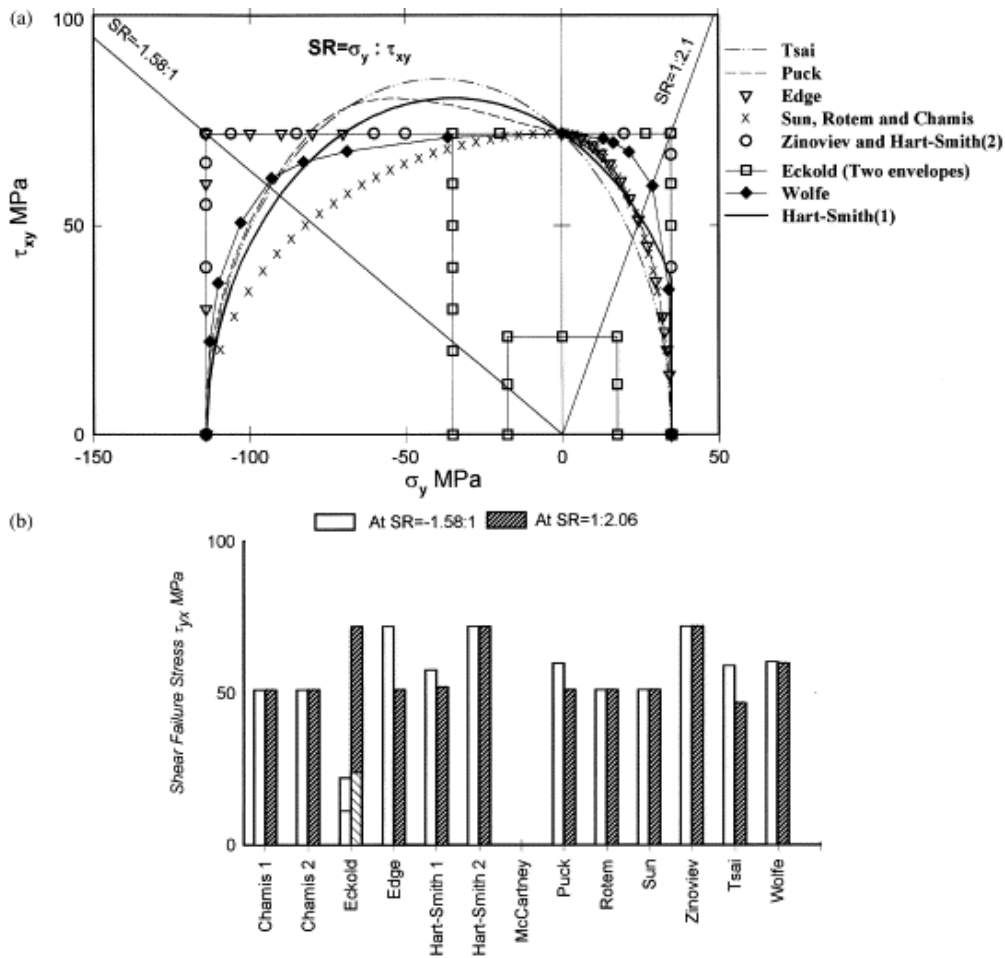 (a)
100
SR=-1.58:1
SR=σy : τxy
SR=1:2.1
Tsai
Puck
Edge
Sun, Rotem and Chamis
Zinoviev and Hart-Smith(2)
Eckold (Two envelopes)
Wolfe
Hart-Smith(1)
τxy MPa
50
0
-150
-100
-50
0
50
σy MPa
(b)
At SR=-1.58:1
At SR=1:2.06
100
Shear Failure Stress τyx MPa
50
0
Chamis 1
Chamis 2
Eckold
Edge
Hart-Smith 1
Hart-Smith 2
McCartney
Puck
Rotem
Sun
Zinoviev
Tsai
Wolfe